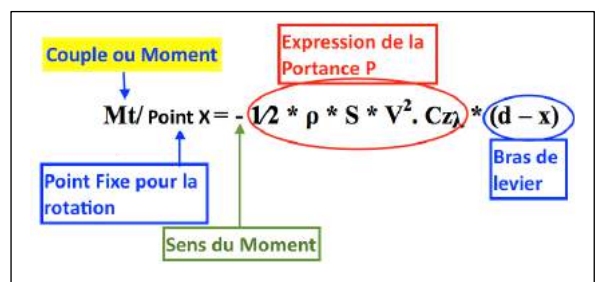 Couple ou Moment
Expression de la
Portance P
Mt/ Point X = - 1/2 * ρ * S * V². Czλ * (d – x)
Point Fixe pour la
rotation
Bras de
levier
Sens du Moment